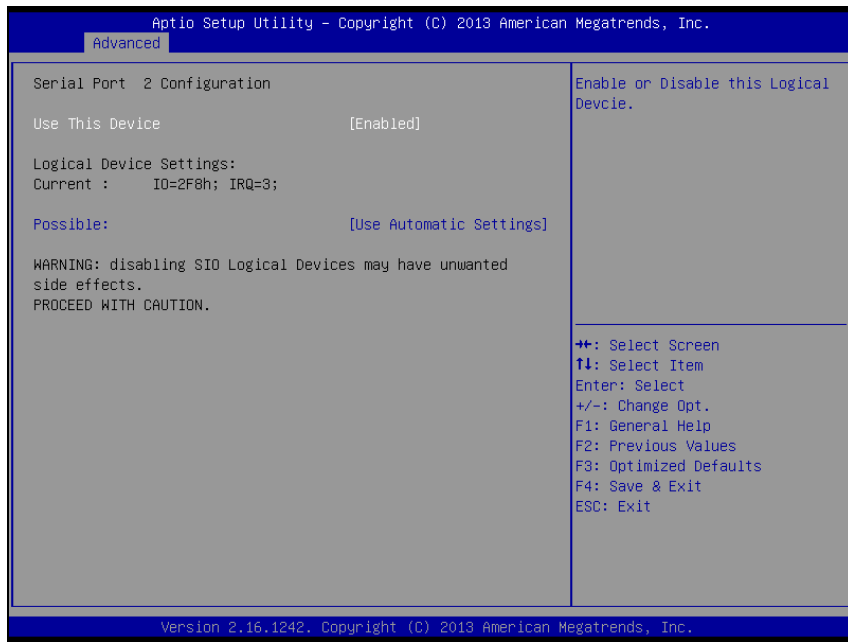 Aptio Setup Utility – Copyright (C) 2013 American Megatrends, Inc.
Advanced
Serial Port 2 Configuration
Use This Device [Enabled]
Logical Device Settings:
Current : IO=2F8h; IRQ=3;
Possible: [Use Automatic Settings]
WARNING: disabling SIO Logical Devices may have unwanted
side effects.
PROCEED WITH CAUTION.
Enable or Disable this Logical
Devcie.
→←: Select Screen
↑↓: Select Item
Enter: Select
+/-: Change Opt.
F1: General Help
F2: Previous Values
F3: Optimized Defaults
F4: Save & Exit
ESC: Exit
Version 2.16.1242. Copyright (C) 2013 American Megatrends, Inc.